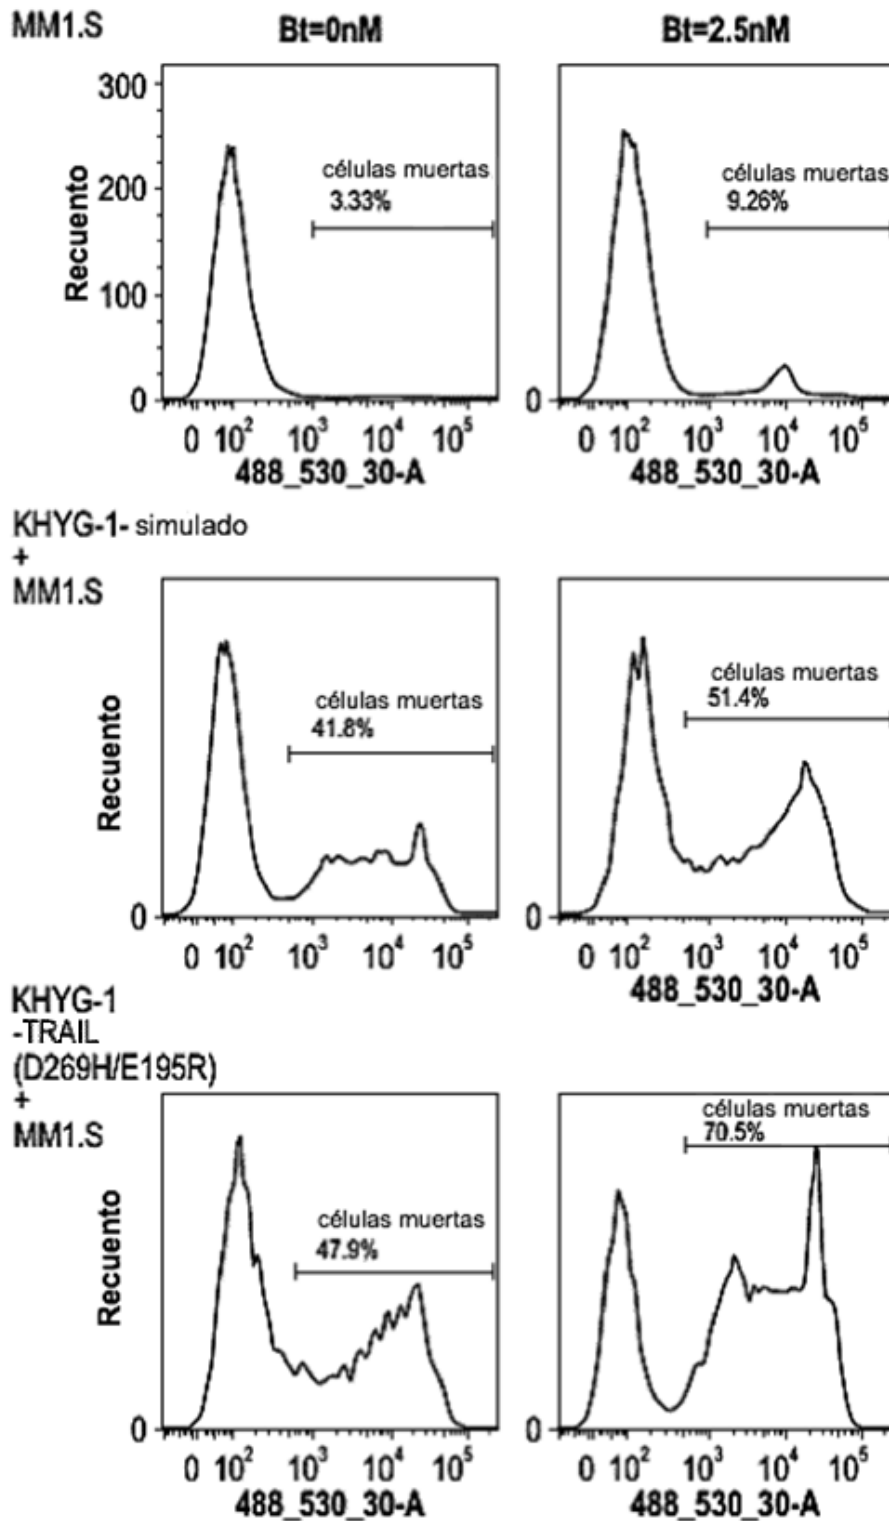 MM1.S
Bt=0nM
Bt=2.5nM
Recuento
300
200
100
0
células muertas
3.33%
células muertas
9.26%
0
0 10² 10³ 10⁴ 10⁵
488_530_30-A
0 10² 10³ 10⁴ 10⁵
488_530_30-A
KHYG-1- simulado
+
MM1.S
Recuento
0
células muertas
41.8%
0
células muertas
51.4%
0 10² 10³ 10⁴ 10⁵
0 10² 10³ 10⁴ 10⁵
488_530_30-A
KHYG-1
-TRAIL
(D269H/E195R)
+
MM1.S
Recuento
0
células muertas
47.9%
0
células muertas
70.5%
0 10² 10³ 10⁴ 10⁵
488_530_30-A
0 10² 10³ 10⁴ 10⁵
488_530_30-A